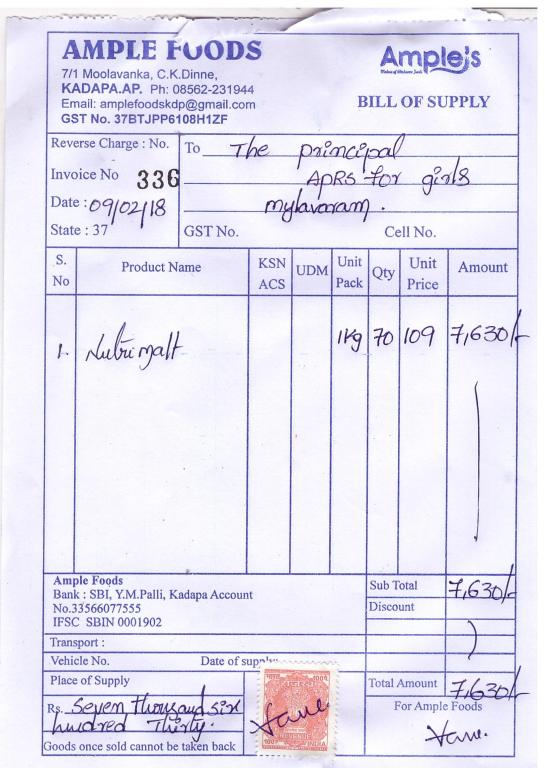 AMPLE FOODS
7/1 Moolavanka, C.K.Dinne,
KADAPA.AP. Ph: 08562-231944
Email: amplefoodskdp@gmail.com
GST No. 37BTJPP6108H1ZF
Ample's
BILL OF SUPPLY
Reverse Charge : No.
Invoice No 336
Date : 09/02/18
State : 37
To The principal
APRS for girls
mylavaram.
GST No. Cell No.
S. No Product Name KSN ACS UDM Unit Pack Qty Unit Price Amount
1. Nutrimalt 1kg 70 109 7,630/-
Ample Foods
Bank : SBI, Y.M.Palli, Kadapa Account
No.33566077555
IFSC SBIN 0001902
Sub Total 7,630/-
Discount
Transport :
Vehicle No. Date of supply
Place of Supply
Total Amount 7,630/-
Rs. Seven thousand six
hundred Thirty.
Goods once sold cannot be taken back
REVENUE
INDIA
For Ample Foods